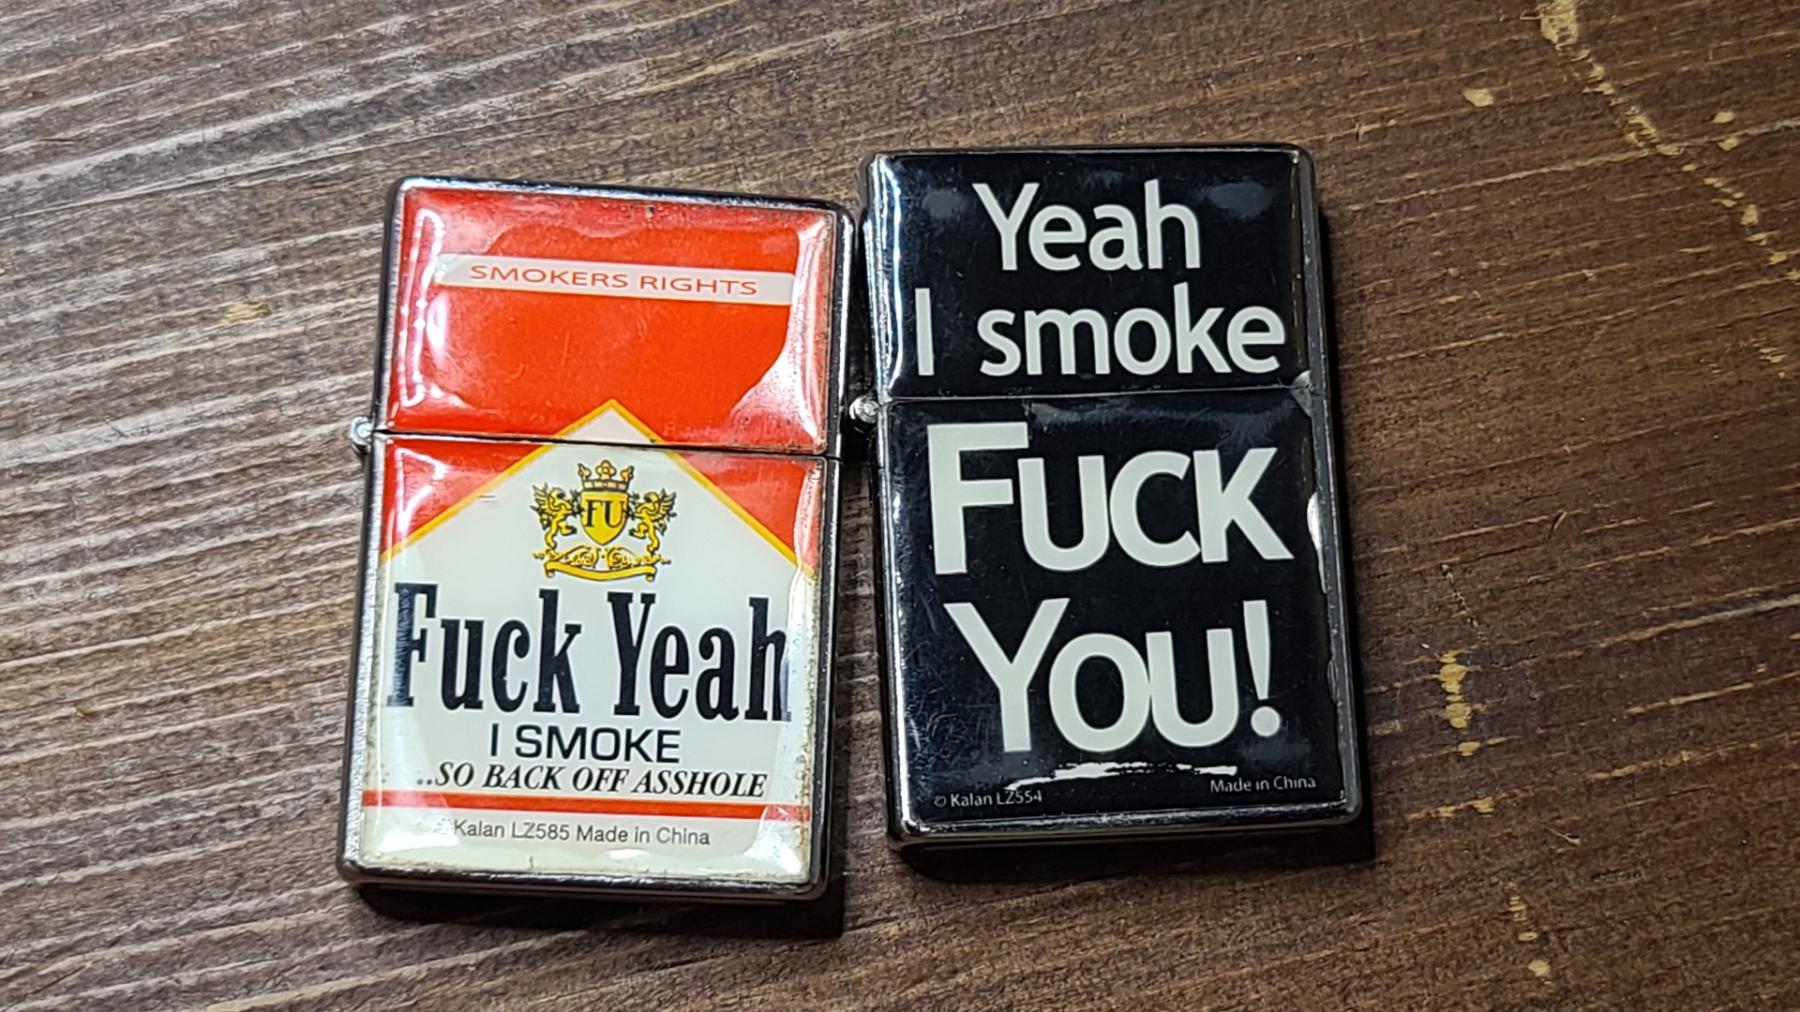 SMOKERS RIGHTS
FU
Fuck Yeah
I SMOKE
..SO BACK OFF ASSHOLE
Kalan LZ585 Made in China
Yeah
I smoke
FUCK
YOU!
© Kalan LZ554
Made in China